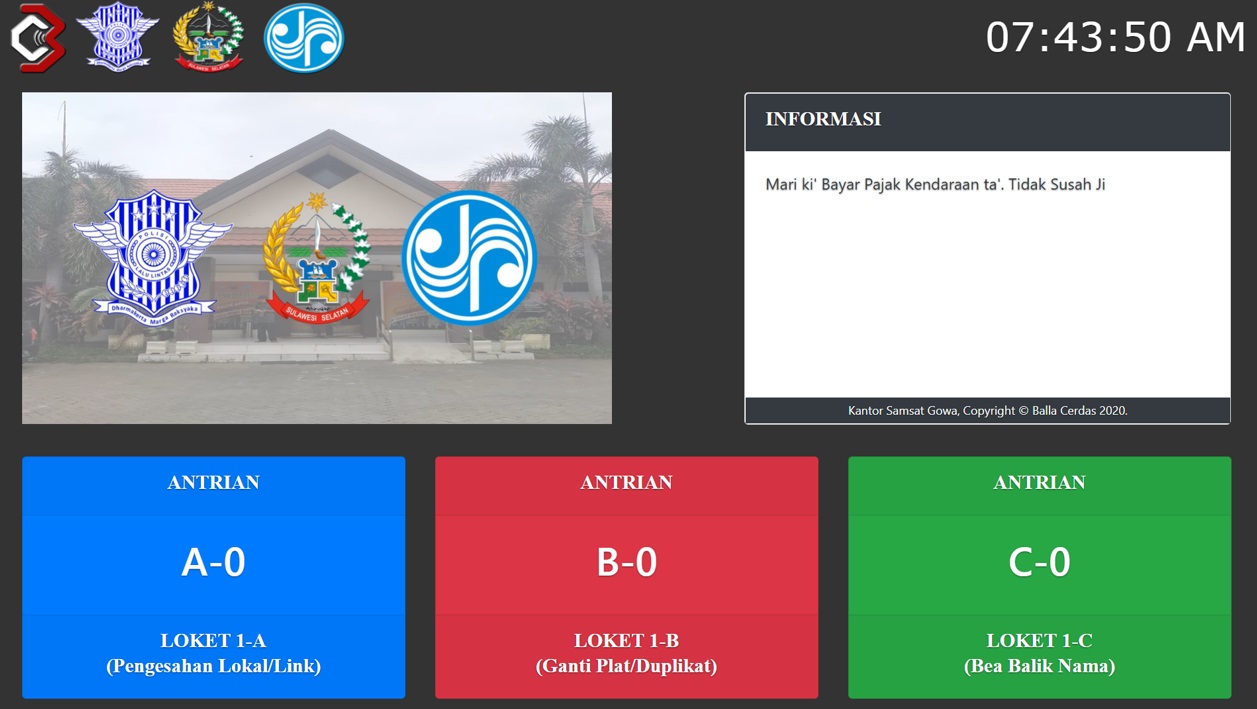 07:43:50 AM
POLISI
LALU LINTAS
Dharmakerta Marga Raksyaka
SULAWESI SELATAN
INFORMASI
Mari ki' Bayar Pajak Kendaraan ta'. Tidak Susah Ji
Kantor Samsat Gowa, Copyright © Balla Cerdas 2020.
ANTRIAN
A-0
LOKET 1-A
(Pengesahan Lokal/Link)
ANTRIAN
B-0
LOKET 1-B
(Ganti Plat/Duplikat)
ANTRIAN
C-0
LOKET 1-C
(Bea Balik Nama)